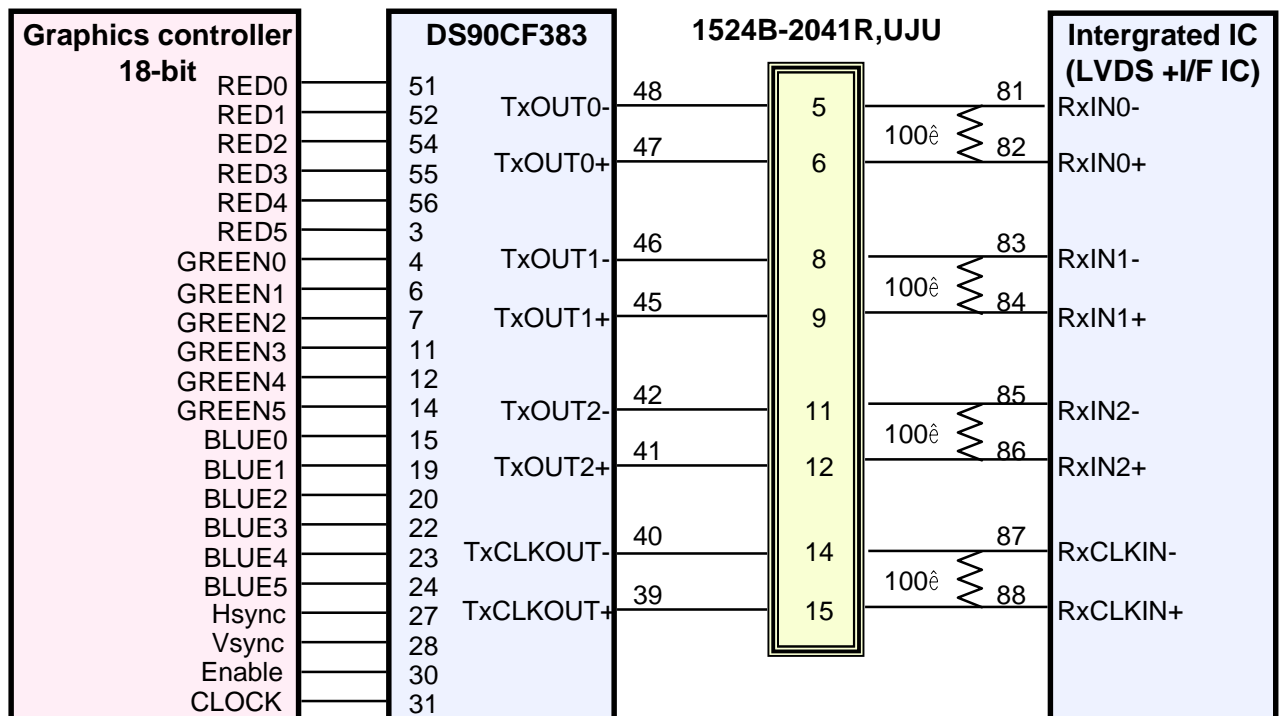 Graphics controller
18-bit
RED0
RED1
RED2
RED3
RED4
RED5
GREEN0
GREEN1
GREEN2
GREEN3
GREEN4
GREEN5
BLUE0
BLUE1
BLUE2
BLUE3
BLUE4
BLUE5
Hsync
Vsync
Enable
CLOCK
DS90CF383
51
52
54
55
56
3
4
6
7
11
12
14
15
19
20
22
23
24
27
28
30
31
TxOUT0-
TxOUT0+
TxOUT1-
TxOUT1+
TxOUT2-
TxOUT2+
TxCLKOUT-
TxCLKOUT+
48
47
46
45
42
41
40
39
1524B-2041R,UJU
5
6
8
9
11
12
14
15
100ê
100ê
100ê
100ê
81
82
83
84
85
86
87
88
Intergrated IC
(LVDS +I/F IC)
RxIN0-
RxIN0+
RxIN1-
RxIN1+
RxIN2-
RxIN2+
RxCLKIN-
RxCLKIN+